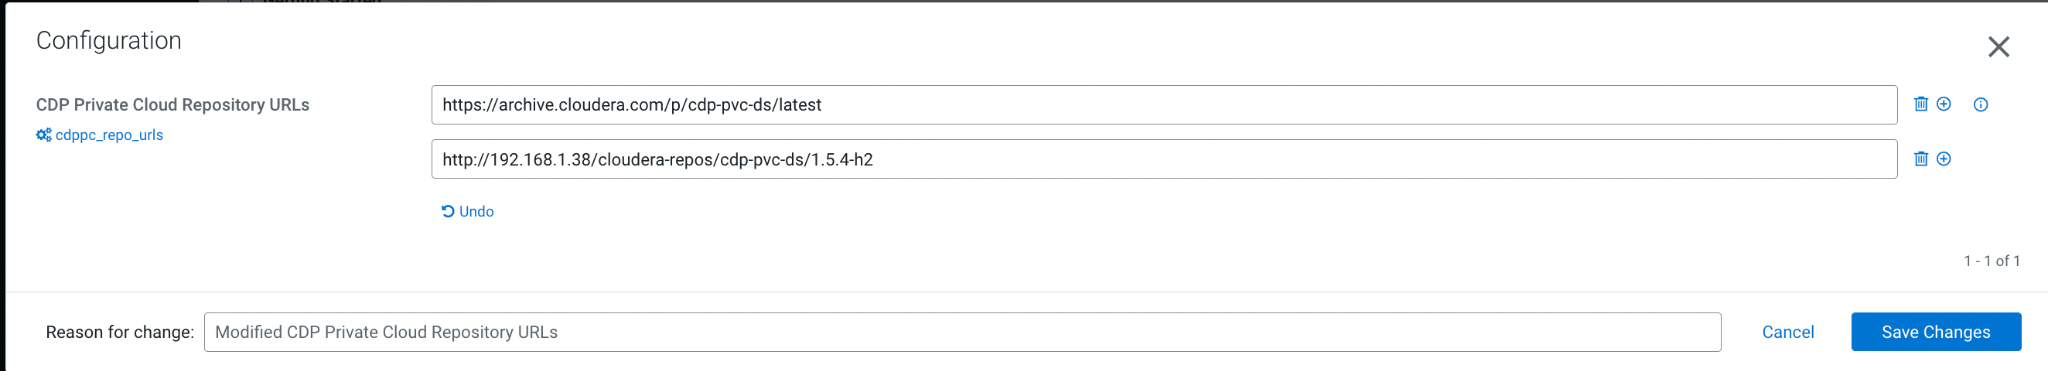 Configuration
CDP Private Cloud Repository URLs
cdppc_repo_urls
https://archive.cloudera.com/p/cdp-pvc-ds/latest
http://192.168.1.38/cloudera-repos/cdp-pvc-ds/1.5.4-h2
Undo
1 - 1 of 1
Reason for change: Modified CDP Private Cloud Repository URLs
Cancel Save Changes